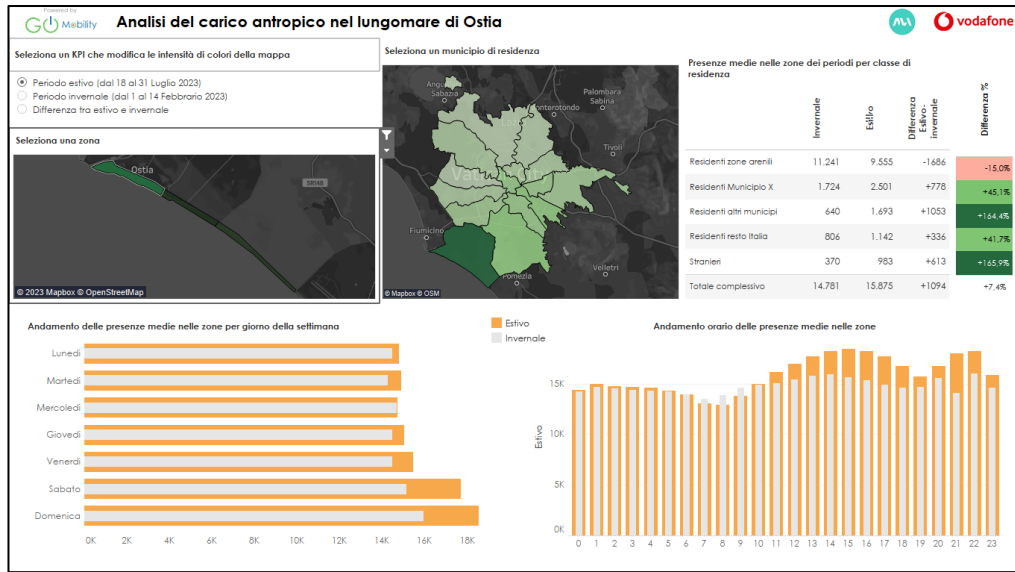 Powered by
GO Mobility
Analisi del carico antropico nel lungomare di Ostia
vodafone
Seleziona un KPI che modifica le intensità di colori della mappa
Periodo estivo (dal 18 al 31 Luglio 2023)
Periodo invernale (dal 1 al 14 Febbrario 2023)
Differenza tra estivo e invernale
Seleziona una zona
Ostia
SR148
© 2023 Mapbox © OpenStreetMap
Seleziona un municipio di residenza
Sabazia
Monterotondo
Palombara
Sabina
Tivoli
Fiumicino
Pomezia
Velletri
© Mapbox © OSM
Presenze medie nelle zone dei periodi per classe di
residenza
Invernale Estivo Differenza Estivo-invernale Differenza %
Residenti zone arenili 11.241 9.555 -1686 -15,0%
Residenti Municipio X 1.724 2.501 +778 +45,1%
Residenti altri municipi 640 1.693 +1053 +164,4%
Residenti resto Italia 806 1.142 +336 +41,7%
Stranieri 370 983 +613 +165,9%
Totale complessivo 14.781 15.875 +1094 +7,4%
Andamento delle presenze medie nelle zone per giorno della settimana
Estivo
Invernale
Lunedì
Martedì
Mercoledì
Giovedì
Venerdì
Sabato
Domenica
0K 2K 4K 6K 8K 10K 12K 14K 16K 18K
Andamento orario delle presenze medie nelle zone
Estivo
15K
10K
5K
0K
0 1 2 3 4 5 6 7 8 9 10 11 12 13 14 15 16 17 18 19 20 21 22 23